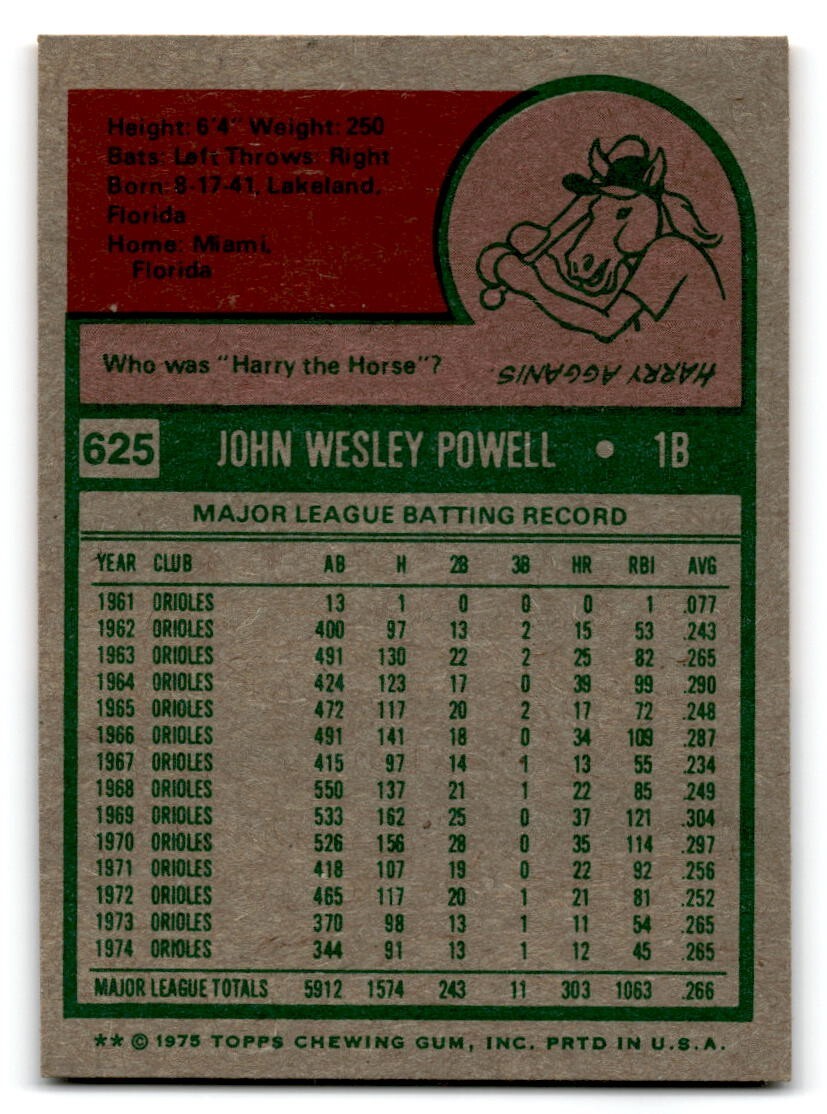 Height: 6'4" Weight: 250
Bats: Left Throws: Right
Born: 8-17-41, Lakeland,
Florida
Home: Miami,
Florida
Who was "Harry the Horse"?
HARRY AGGANIS.
625 JOHN WESLEY POWELL • 1B
MAJOR LEAGUE BATTING RECORD
YEAR CLUB AB H 2B 3B HR RBI AVG
1961 ORIOLES 13 1 0 0 0 1 .077
1962 ORIOLES 400 97 13 2 15 53 .243
1963 ORIOLES 491 130 22 2 25 82 .265
1964 ORIOLES 424 123 17 0 39 99 .290
1965 ORIOLES 472 117 20 2 17 72 .248
1966 ORIOLES 491 141 18 0 34 109 .287
1967 ORIOLES 415 97 14 1 13 55 .234
1968 ORIOLES 550 137 21 1 22 85 .249
1969 ORIOLES 533 162 25 0 37 121 .304
1970 ORIOLES 526 156 28 0 35 114 .297
1971 ORIOLES 418 107 19 0 22 92 .256
1972 ORIOLES 465 117 20 1 21 81 .252
1973 ORIOLES 370 98 13 1 11 54 .265
1974 ORIOLES 344 91 13 1 12 45 .265
MAJOR LEAGUE TOTALS 5912 1574 243 11 303 1063 .266
** © 1975 TOPPS CHEWING GUM, INC. PRTD IN U.S.A.